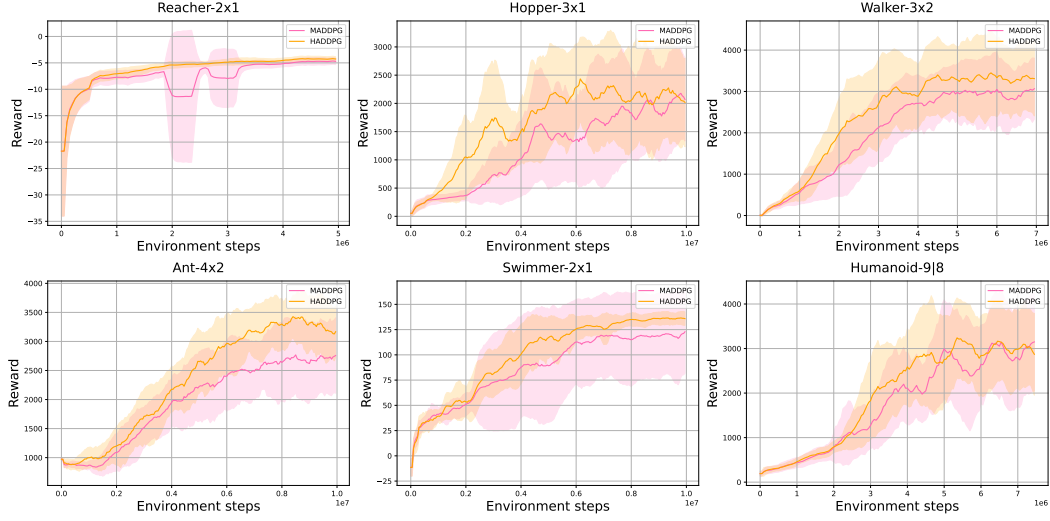 Reacher-2x1
MADDPG
HADDPG
Reward
0
−5
−10
−15
−20
−25
−30
−35
0 1 2 3 4 5
1e6
Environment steps
Hopper-3x1
MADDPG
HADDPG
Reward
3000
2500
2000
1500
1000
500
0
0.0 0.2 0.4 0.6 0.8 1.0
1e7
Environment steps
Walker-3x2
MADDPG
HADDPG
Reward
4000
3000
2000
1000
0
0 1 2 3 4 5 6 7
1e6
Environment steps
Ant-4x2
MADDPG
HADDPG
Reward
4000
3500
3000
2500
2000
1500
1000
0.0 0.2 0.4 0.6 0.8 1.0
1e7
Environment steps
Swimmer-2x1
MADDPG
HADDPG
Reward
150
125
100
75
50
25
0
−25
0.0 0.2 0.4 0.6 0.8 1.0
1e7
Environment steps
Humanoid-9|8
MADDPG
HADDPG
Reward
4000
3000
2000
1000
0
0 1 2 3 4 5 6 7
1e6
Environment steps